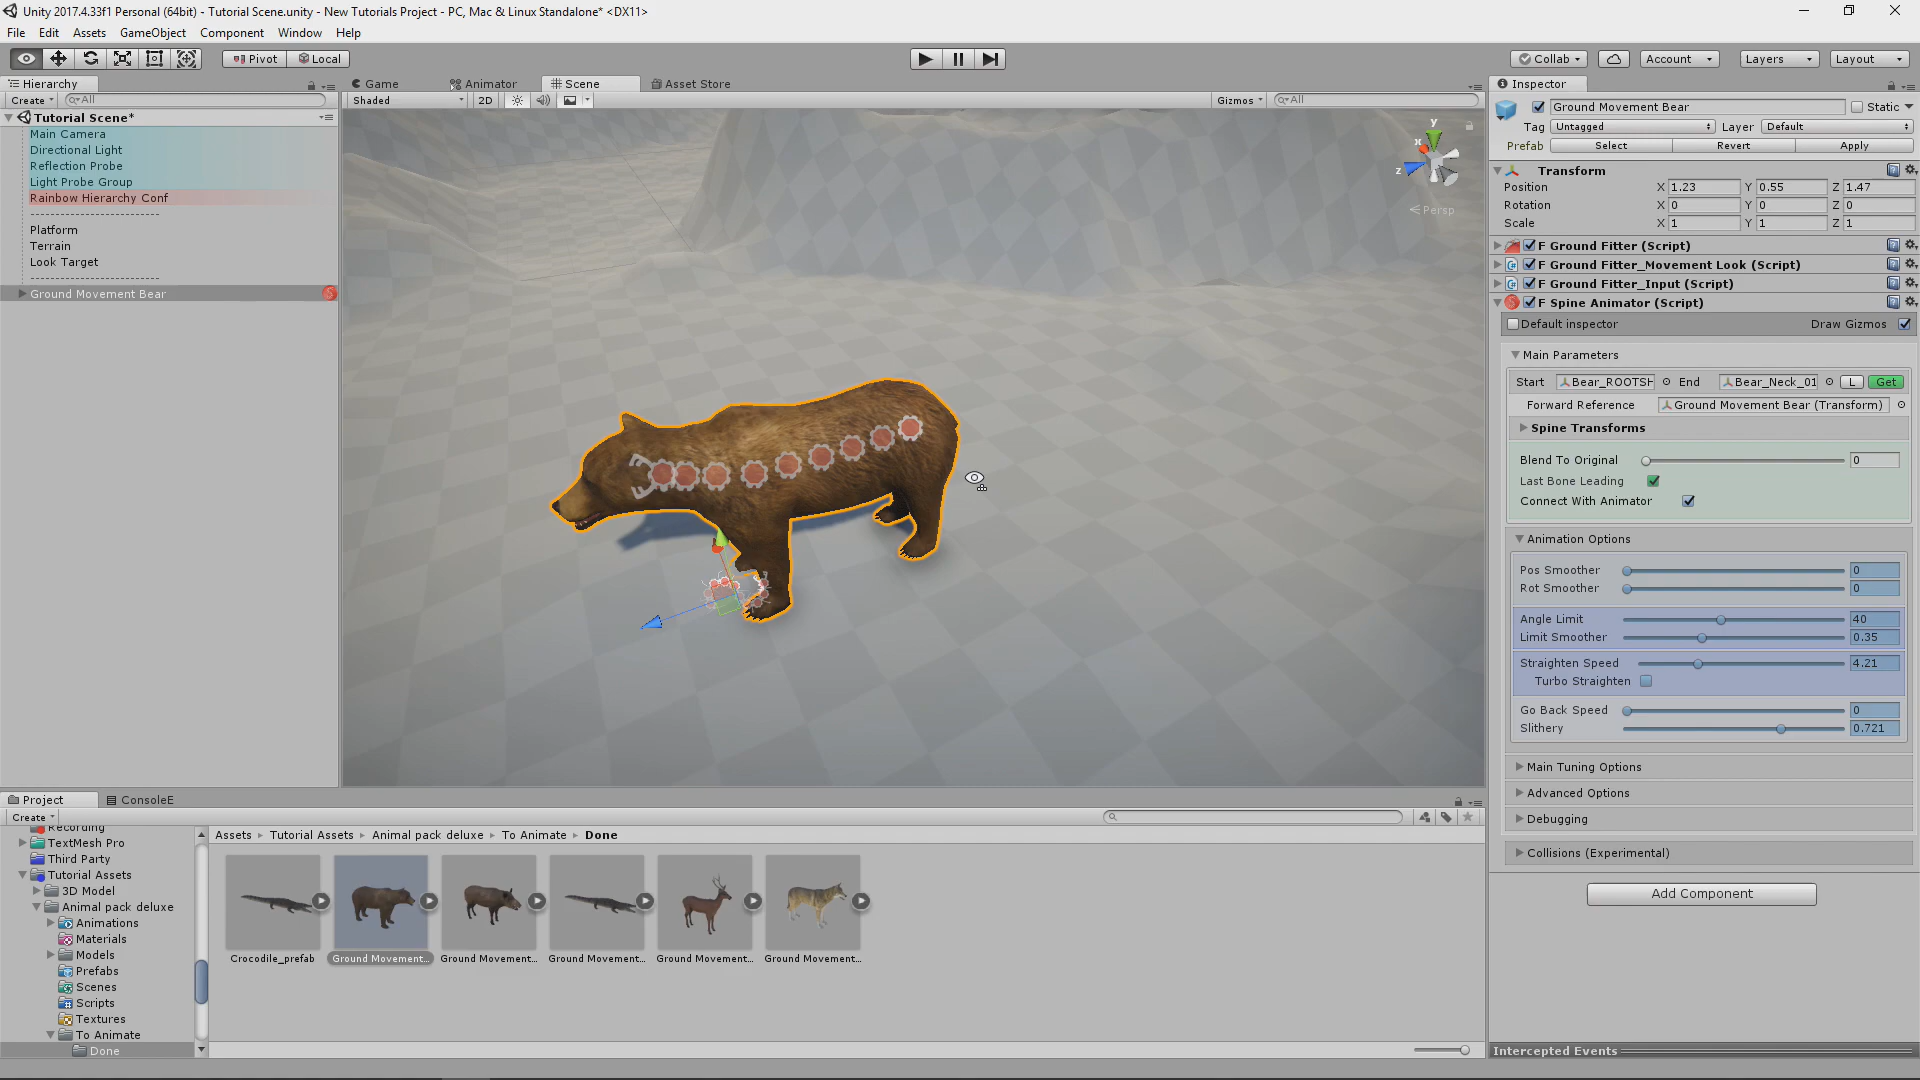 Unity 2017.4.33f1 Personal (64bit) - Tutorial Scene.unity - New Tutorials Project - PC, Mac & Linux Standalone* <DX11>
File Edit Assets GameObject Component Window Help
Pivot Local
Collab Account Layers Layout
Hierarchy
Create All
Tutorial Scene*
Main Camera
Directional Light
Reflection Probe
Light Probe Group
Rainbow Hierarchy Conf
------------------------
Platform
Terrain
Look Target
------------------------
Ground Movement Bear
Game Animator Scene Asset Store
Shaded 2D Gizmos All
y
x
z
Persp
Inspector
Ground Movement Bear Static
Tag Untagged Layer Default
Prefab Select Revert Apply
Transform
Position X 1.23 Y 0.55 Z 1.47
Rotation X 0 Y 0 Z 0
Scale X 1 Y 1 Z 1
F Ground Fitter (Script)
F Ground Fitter_Movement Look (Script)
F Ground Fitter_Input (Script)
F Spine Animator (Script)
Default inspector Draw Gizmos
Main Parameters
Start Bear_ROOTSH End Bear_Neck_01 L Get
Forward Reference Ground Movement Bear (Transform)
Spine Transforms
Blend To Original 0
Last Bone Leading
Connect With Animator
Animation Options
Pos Smoother 0
Rot Smoother 0
Angle Limit 40
Limit Smoother 0.35
Straighten Speed 4.21
Turbo Straighten
Go Back Speed 0
Slithery 0.721
Main Tuning Options
Advanced Options
Debugging
Collisions (Experimental)
Add Component
Intercepted Events
Project ConsoleE
Create
Recording
TextMesh Pro
Third Party
Tutorial Assets
3D Model
Animal pack deluxe
Animations
Materials
Models
Prefabs
Scenes
Scripts
Textures
To Animate
Done
Assets Tutorial Assets Animal pack deluxe To Animate Done
Crocodile_prefab Ground Movement... Ground Movement... Ground Movement... Ground Movement... Ground Movement...